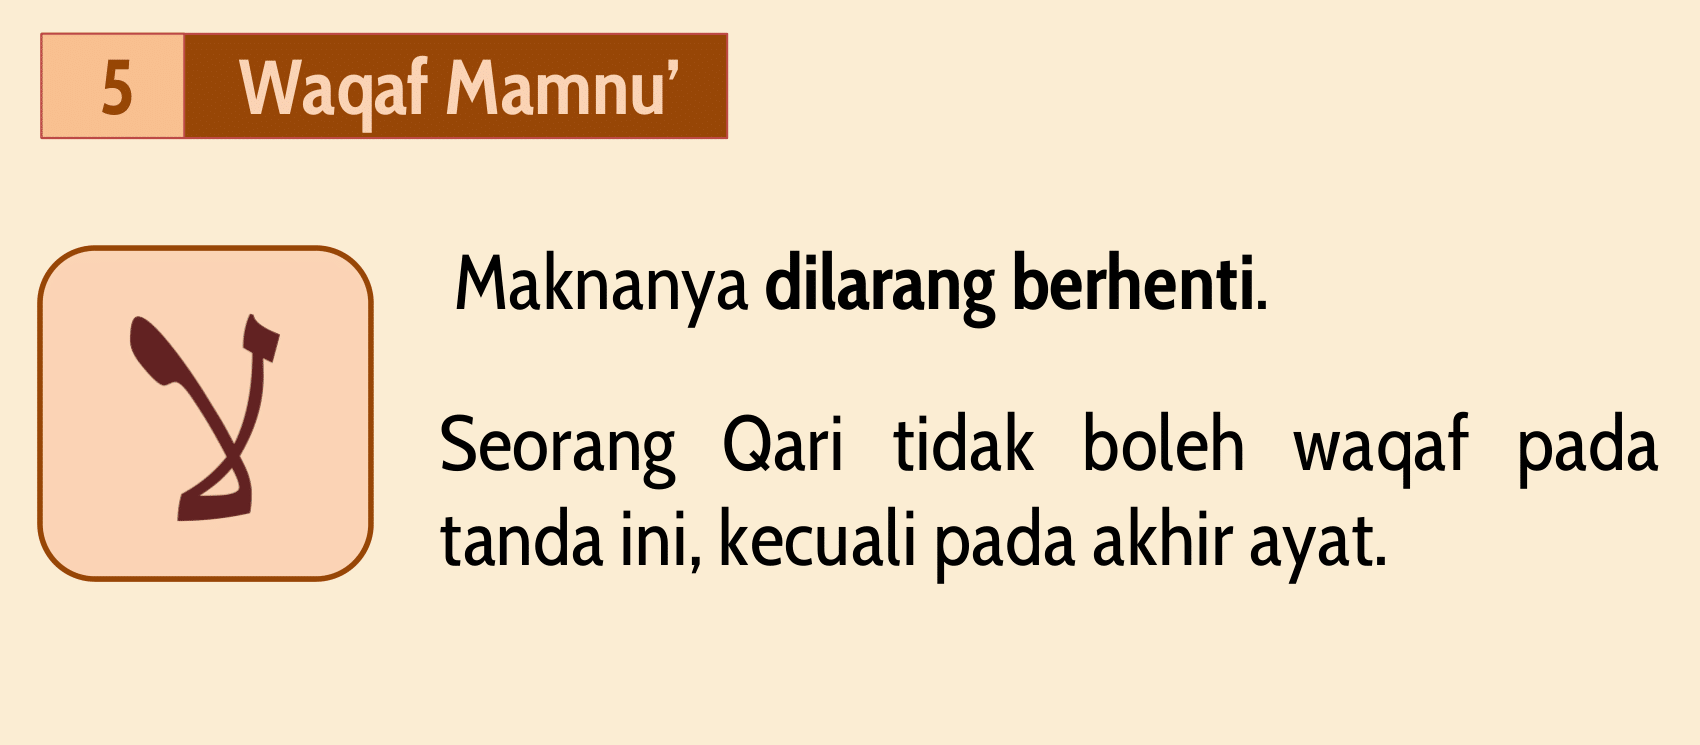 5 Waqaf Mamnu’
لا
Maknanya dilarang berhenti.
Seorang Qari tidak boleh waqaf pada
tanda ini, kecuali pada akhir ayat.